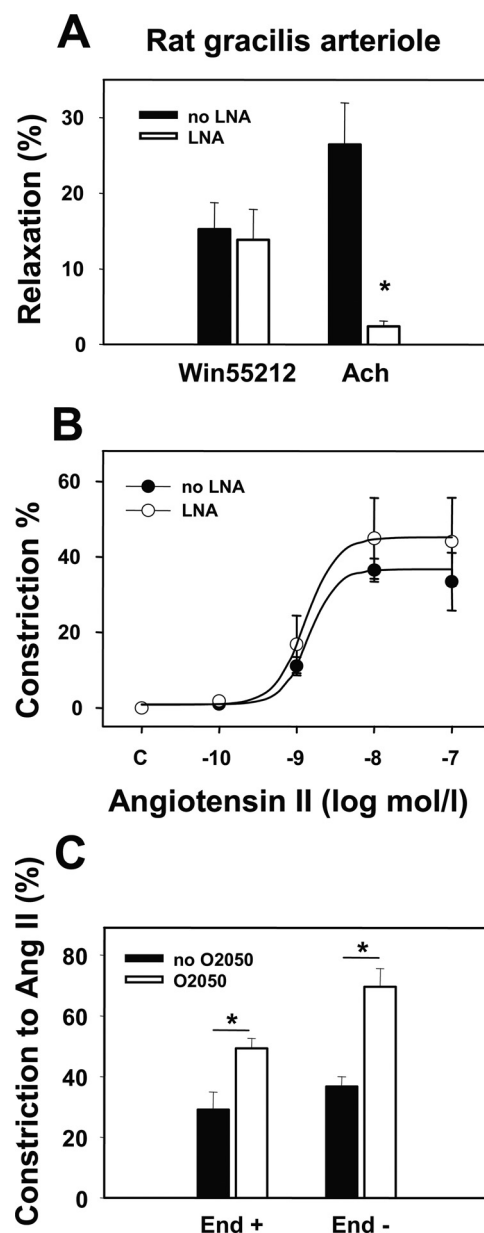 A
Rat gracilis arteriole
Relaxation (%)
30
20
10
0
no LNA
LNA
*
Win55212
Ach
B
Constriction %
60
40
20
0
no LNA
LNA
C
-10
-9
-8
-7
Angiotensin II (log mol/l)
C
Constriction to Ang II (%)
80
60
40
20
0
no O2050
O2050
*
*
End +
End -